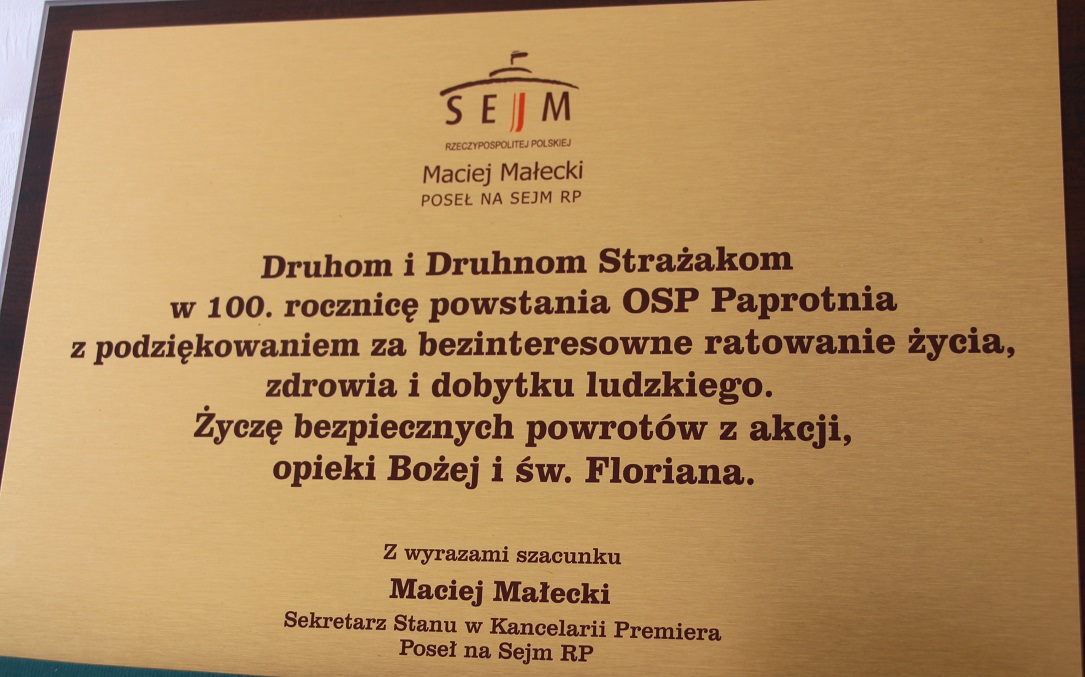 SEJM
RZECZYPOSPOLITEJ POLSKIEJ
Maciej Małecki
POSEŁ NA SEJM RP
Druhom i Druhnom Strażakom
w 100. rocznicę powstania OSP Paprotnia
z podziękowaniem za bezinteresowne ratowanie życia,
zdrowia i dobytku ludzkiego.
Życzę bezpiecznych powrotów z akcji,
opieki Bożej i św. Floriana.
Z wyrazami szacunku
Maciej Małecki
Sekretarz Stanu w Kancelarii Premiera
Poseł na Sejm RP